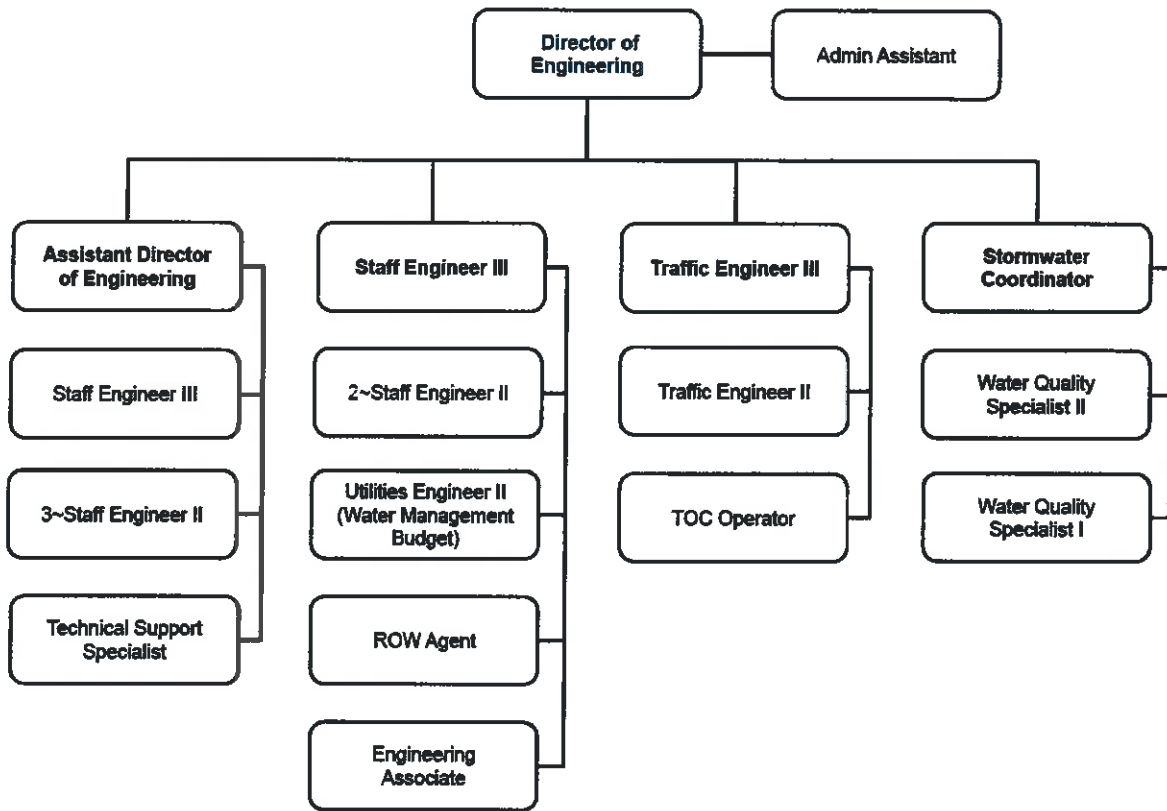 Director of
Engineering
Admin Assistant
Assistant Director
of Engineering
Staff Engineer III
Traffic Engineer III
Stormwater
Coordinator
Staff Engineer III
2~Staff Engineer II
Traffic Engineer II
Water Quality
Specialist II
3~Staff Engineer II
Utilities Engineer II
(Water Management
Budget)
TOC Operator
Water Quality
Specialist I
Technical Support
Specialist
ROW Agent
Engineering
Associate